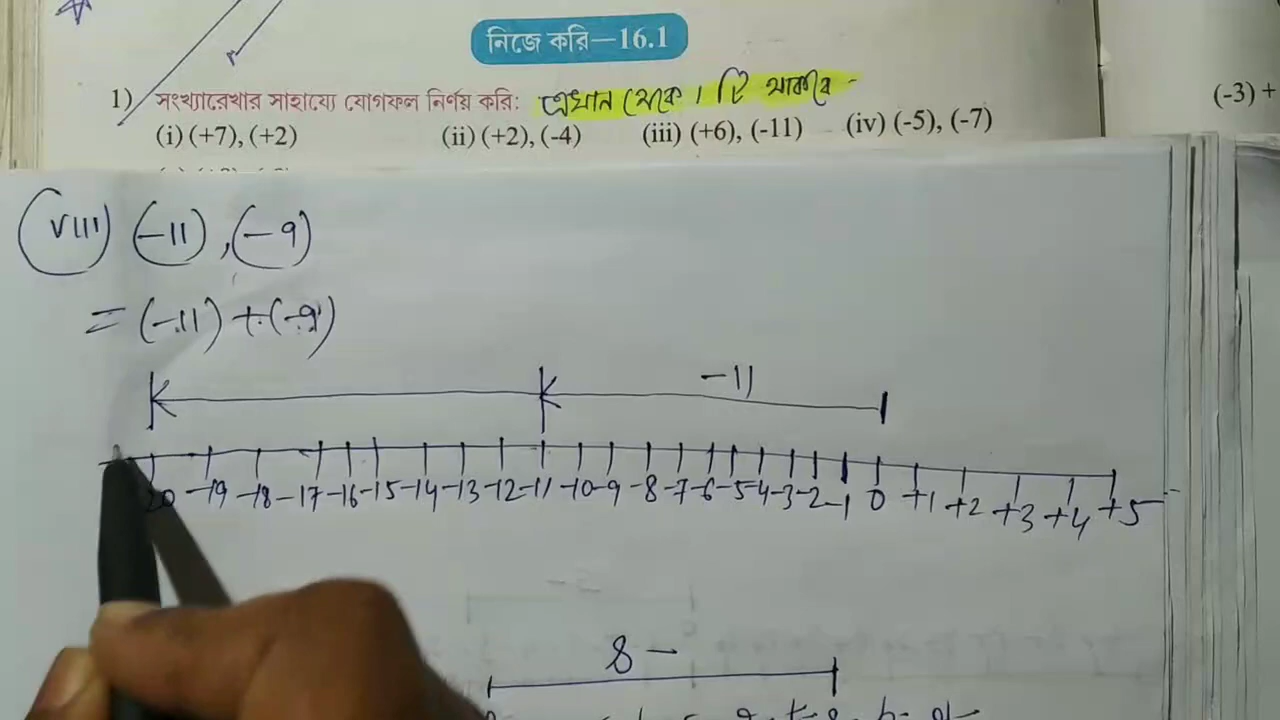 নিজে করি—16.1
1) সংখ্যারেখার সাহায্যে যোগফল নির্ণয় করি: এখান থেকে 1 টি থাকবে -
(i) (+7), (+2) (ii) (+2), (-4) (iii) (+6), (-11) (iv) (-5), (-7)
(-3) +
(VIII) (-11), (-9)
= (-11) + (-9)
-11
20 -19 -18 -17 -16 -15 -14 -13 -12 -11 -10 -9 -8 -7 -6 -5 -4 -3 -2 -1 0 +1 +2 +3 +4 +5
8 -